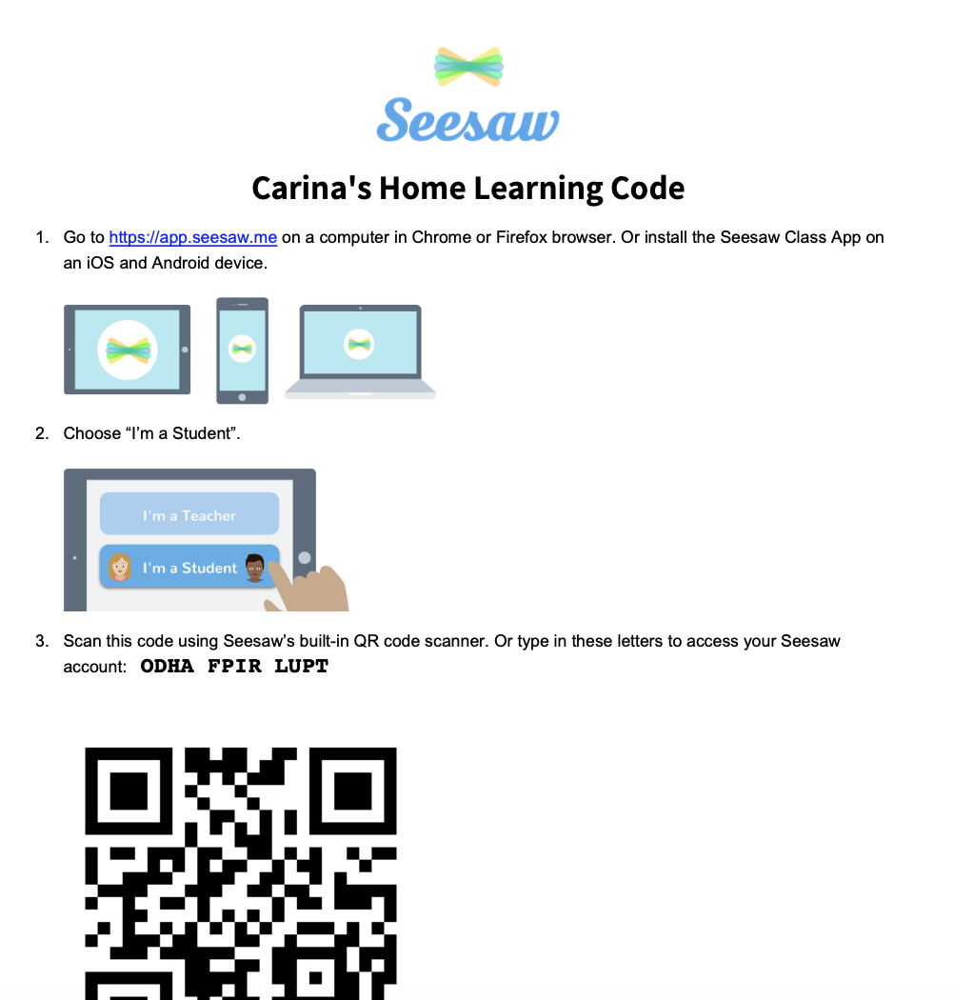 Seesaw
Carina's Home Learning Code
1. Go to https://app.seesaw.me on a computer in Chrome or Firefox browser. Or install the Seesaw Class App on
an iOS and Android device.
2. Choose “I’m a Student”.
I'm a Teacher
I'm a Student
3. Scan this code using Seesaw’s built-in QR code scanner. Or type in these letters to access your Seesaw
account: ODHA FPIR LUPT